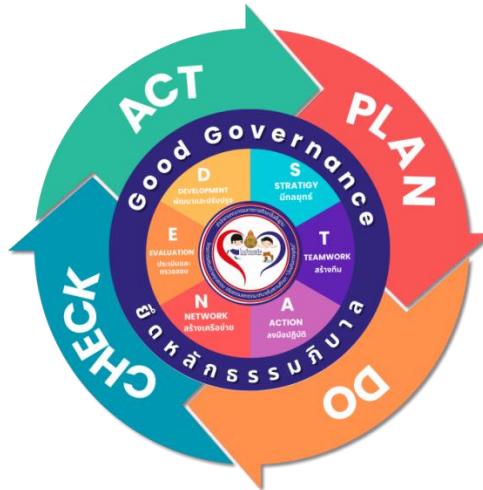 ACT
PLAN
DO
CHECK
Good Governance
ยึดหลักธรรมภิบาล
S
STRATIGY
มีกลยุทธ์
T
TEAMWORK
สร้างทีม
A
ACTION
ลงมือปฏิบัติ
N
NETWORK
สร้างเครือข่าย
E
EVALUATION
ประเมินและ
ตรวจสอบ
D
DEVELOPMENT
พัฒนาและปรับปรุง